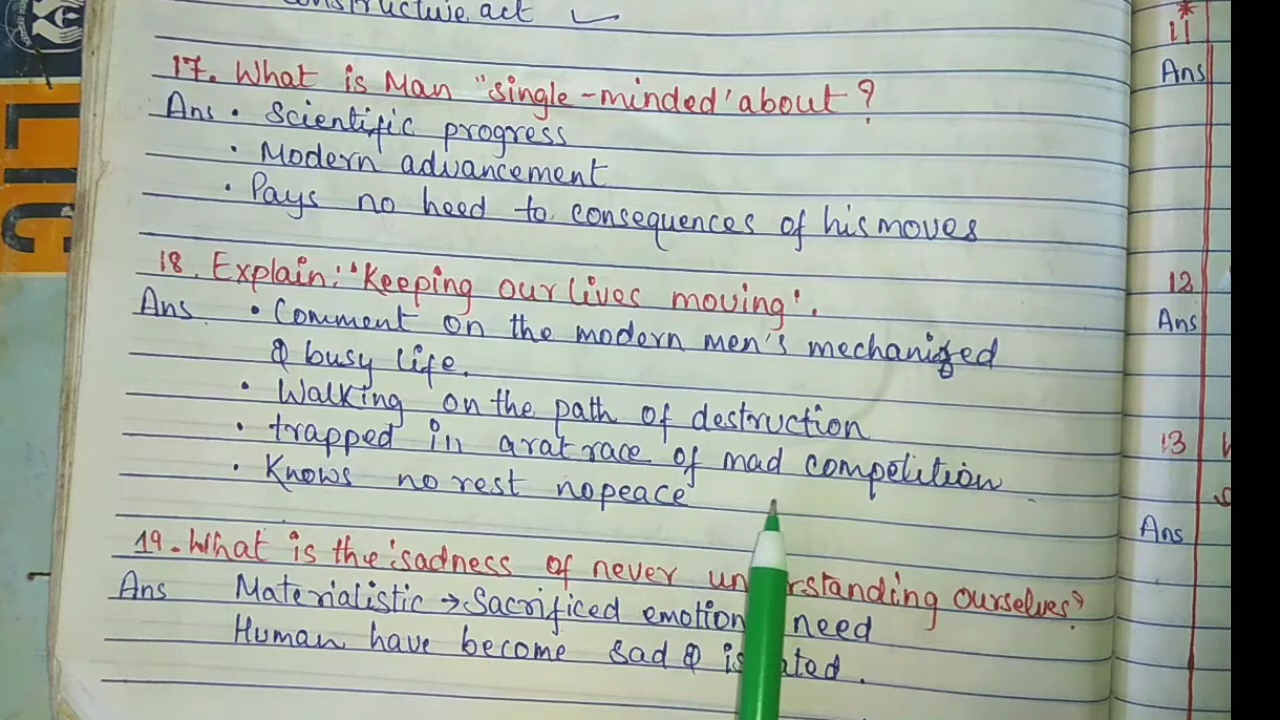 constructive act
17. What is Man "single-minded' about?
Ans • Scientific progress
• Modern advancement
• Pays no heed to consequences of his moves
18. Explain: 'Keeping our lives moving'.
Ans • Comment on the modern men's mechanized
& busy life.
• Walking on the path of destruction
• trapped in a rat race of mad competition
• Knows no rest no peace
19. What is the 'sadness of never understanding ourselves?
Ans Materialistic → Sacrificed emotion need
Human have become sad &
LIC
11
Ans
12
Ans
13
Ans